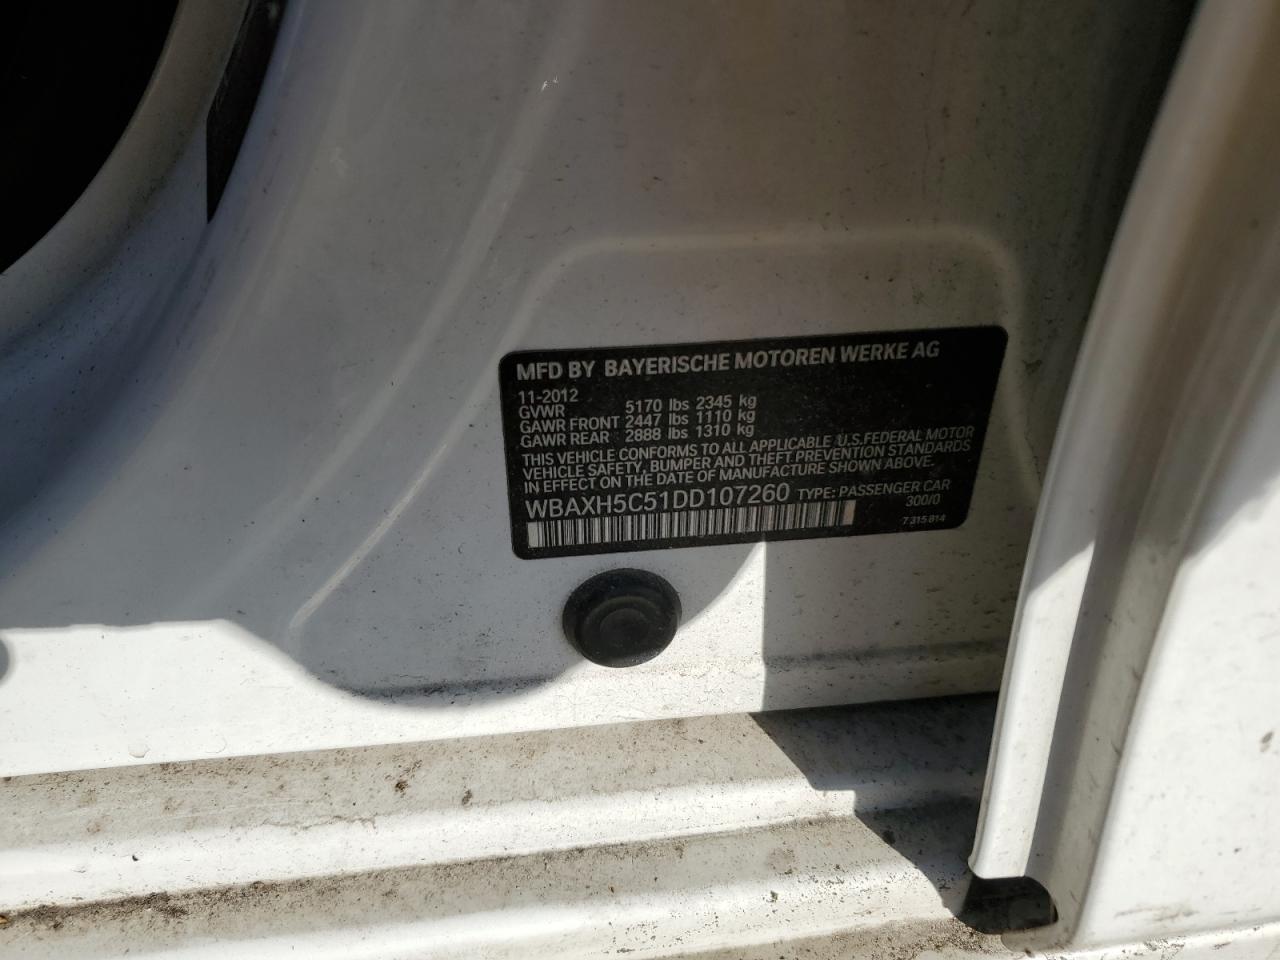 MFD BY BAYERISCHE MOTOREN WERKE AG
11-2012
GVWR 5170 lbs 2345 kg
GAWR FRONT 2447 lbs 1110 kg
GAWR REAR 2888 lbs 1310 kg
THIS VEHICLE CONFORMS TO ALL APPLICABLE U.S.FEDERAL MOTOR
VEHICLE SAFETY, BUMPER AND THEFT PREVENTION STANDARDS
IN EFFECT ON THE DATE OF MANUFACTURE SHOWN ABOVE.
WBAXH5C51DD107260 TYPE: PASSENGER CAR
300/0
7 315 814